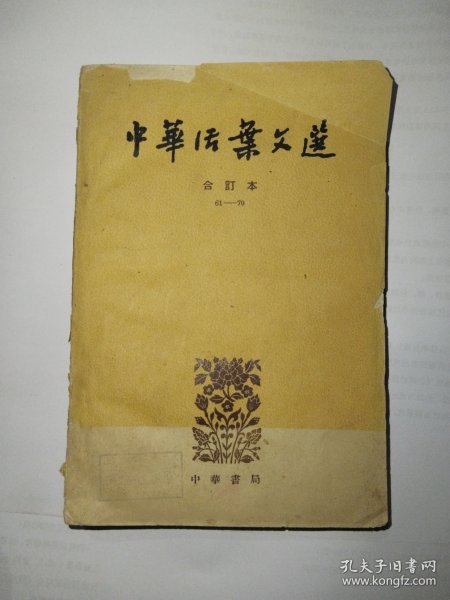 中華活葉文選
合訂本
61—70
中華書局
孔夫子旧书网
www.kongfz.com